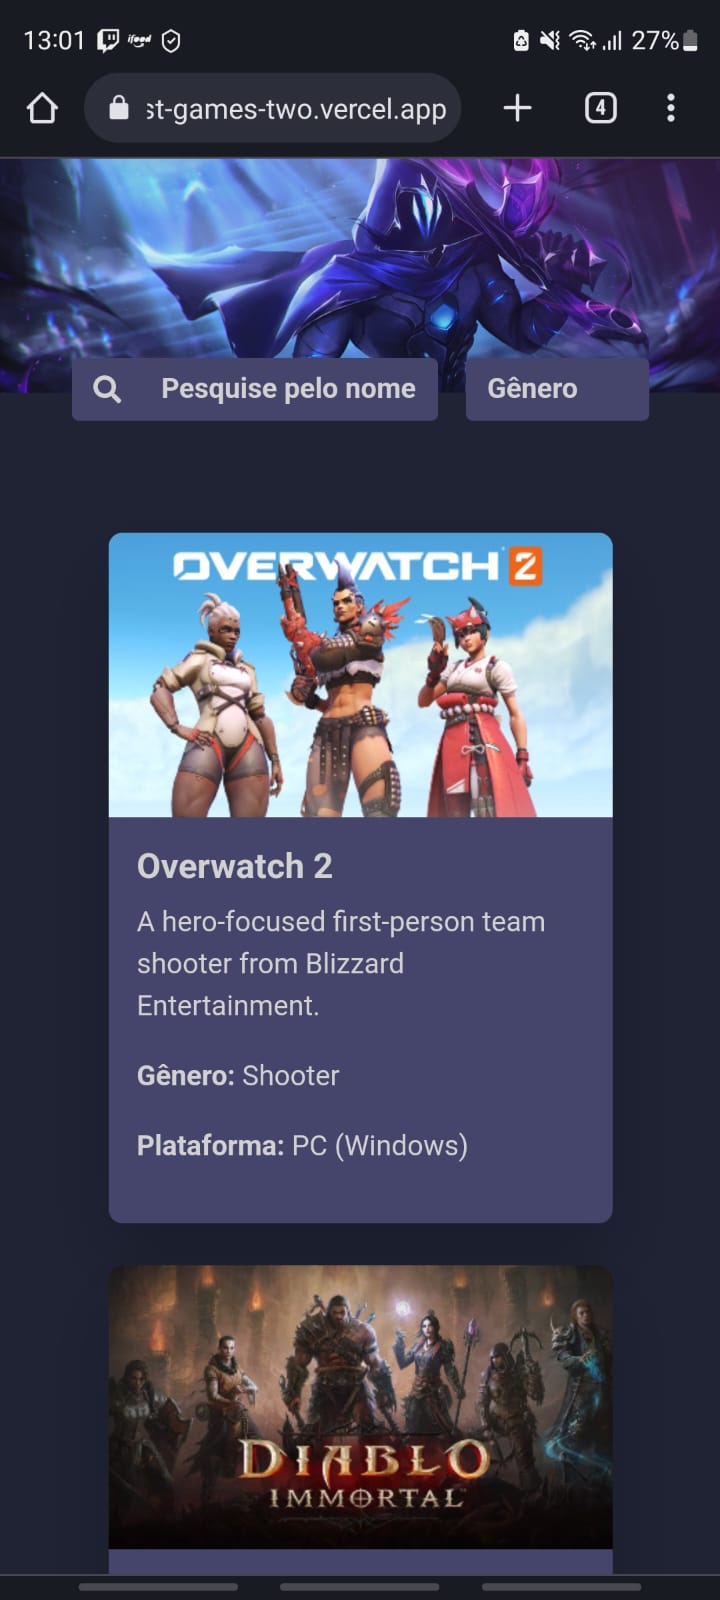 13:01 ifood 27%
st-games-two.vercel.app 4
Pesquise pelo nome Gênero
OVERWATCH 2
Overwatch 2
A hero-focused first-person team
shooter from Blizzard
Entertainment.
Gênero: Shooter
Plataforma: PC (Windows)
DIABLO
IMMORTAL